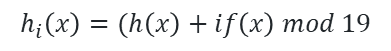 hᵢ(x) = (h(x) + if(x) mod 19